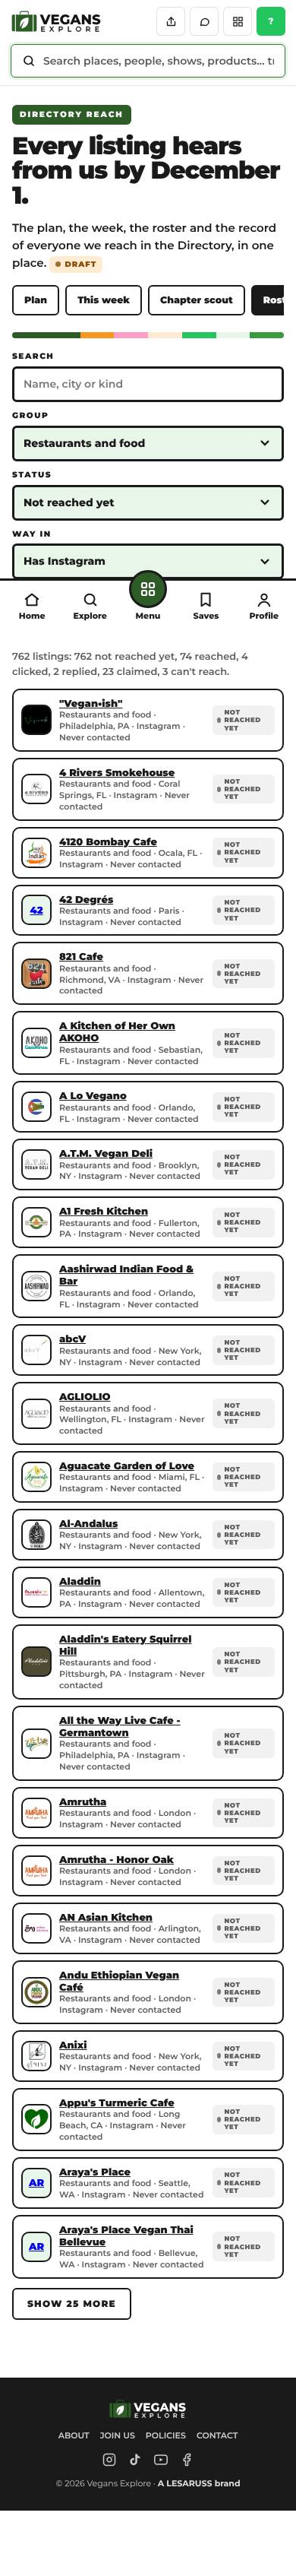 VEGANS
EXPLORE
?
Search places, people, shows, products... tr
DIRECTORY REACH
Every listing hears
from us by December
1.
The plan, the week, the roster and the record
of everyone we reach in the Directory, in one
place. DRAFT
Plan
This week
Chapter scout
Rost
SEARCH
Name, city or kind
GROUP
Restaurants and food
STATUS
Not reached yet
WAY IN
Has Instagram
Home
Explore
Menu
Saves
Profile
762 listings: 762 not reached yet, 74 reached, 4
clicked, 2 replied, 23 claimed, 3 can't reach.
"Vegan-ish"
Restaurants and food ·
Philadelphia, PA · Instagram ·
Never contacted
NOT
REACHED
YET
4 Rivers Smokehouse
Restaurants and food · Coral
Springs, FL · Instagram · Never
contacted
NOT
REACHED
YET
4120 Bombay Cafe
Restaurants and food · Ocala, FL ·
Instagram · Never contacted
NOT
REACHED
YET
42
42 Degrés
Restaurants and food · Paris ·
Instagram · Never contacted
NOT
REACHED
YET
821 Cafe
Restaurants and food ·
Richmond, VA · Instagram · Never
contacted
NOT
REACHED
YET
AKOHO
A Kitchen of Her Own
AKOHO
Restaurants and food · Sebastian,
FL · Instagram · Never contacted
NOT
REACHED
YET
A Lo Vegano
Restaurants and food · Orlando,
FL · Instagram · Never contacted
NOT
REACHED
YET
A.T.M. Vegan Deli
Restaurants and food · Brooklyn,
NY · Instagram · Never contacted
NOT
REACHED
YET
A1 Fresh Kitchen
Restaurants and food · Fullerton,
PA · Instagram · Never contacted
NOT
REACHED
YET
AASHIRWAD
Aashirwad Indian Food &
Bar
Restaurants and food · Orlando,
FL · Instagram · Never contacted
NOT
REACHED
YET
abcV
Restaurants and food · New York,
NY · Instagram · Never contacted
NOT
REACHED
YET
AGLIOLIO
Restaurants and food ·
Wellington, FL · Instagram · Never
contacted
NOT
REACHED
YET
Aguacate Garden of Love
Restaurants and food · Miami, FL ·
Instagram · Never contacted
NOT
REACHED
YET
Al-Andalus
Restaurants and food · New York,
NY · Instagram · Never contacted
NOT
REACHED
YET
Aladdin
Restaurants and food · Allentown,
PA · Instagram · Never contacted
NOT
REACHED
YET
Aladdin's Eatery Squirrel
Hill
Restaurants and food ·
Pittsburgh, PA · Instagram · Never
contacted
NOT
REACHED
YET
All the Way Live Cafe -
Germantown
Restaurants and food ·
Philadelphia, PA · Instagram ·
Never contacted
NOT
REACHED
YET
AMRUTHA
Amrutha
Restaurants and food · London ·
Instagram · Never contacted
NOT
REACHED
YET
AMRUTHA
Amrutha - Honor Oak
Restaurants and food · London ·
Instagram · Never contacted
NOT
REACHED
YET
AN Asian Kitchen
Restaurants and food · Arlington,
VA · Instagram · Never contacted
NOT
REACHED
YET
Andu Ethiopian Vegan
Café
Restaurants and food · London ·
Instagram · Never contacted
NOT
REACHED
YET
Anixi
Restaurants and food · New York,
NY · Instagram · Never contacted
NOT
REACHED
YET
Appu's Turmeric Cafe
Restaurants and food · Long
Beach, CA · Instagram · Never
contacted
NOT
REACHED
YET
AR
Araya's Place
Restaurants and food · Seattle,
WA · Instagram · Never contacted
NOT
REACHED
YET
AR
Araya's Place Vegan Thai
Bellevue
Restaurants and food · Bellevue,
WA · Instagram · Never contacted
NOT
REACHED
YET
SHOW 25 MORE
VEGANS
EXPLORE
ABOUT
JOIN US
POLICIES
CONTACT
© 2026 Vegans Explore · A LESARUSS brand